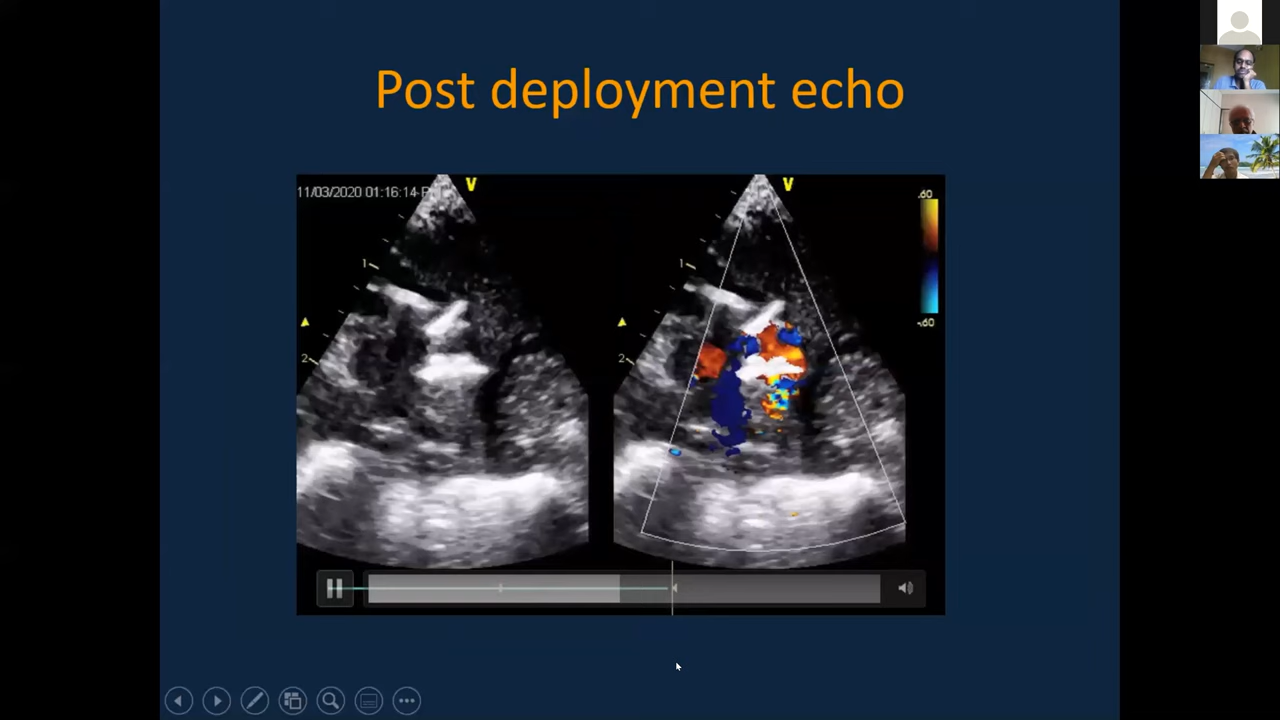 Post deployment echo
11/03/2020 01:16:14
V
V
.60
1
1
-.60
2
2